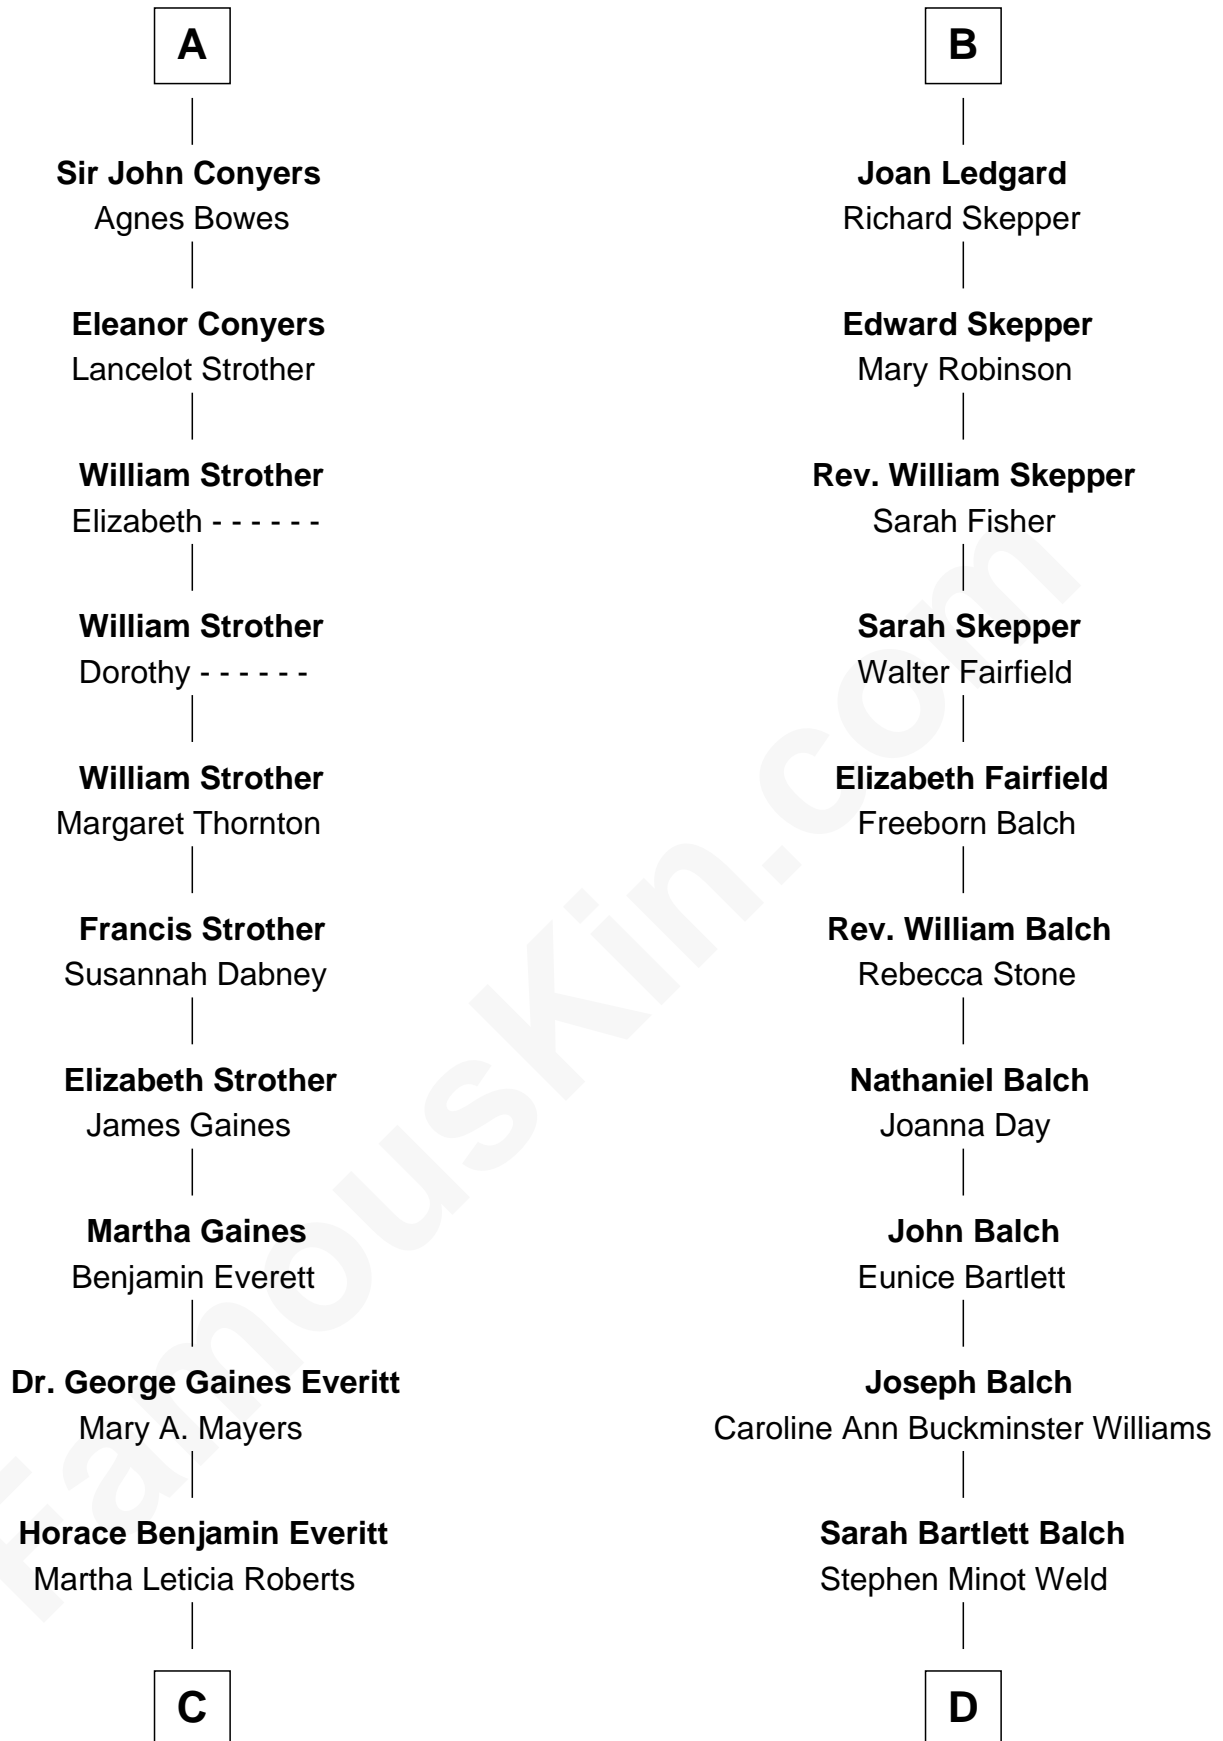 A
Sir John Conyers
Agnes Bowes
Eleanor Conyers
Lancelot Strother
William Strother
Elizabeth - - - - - -
William Strother
Dorothy - - - - - -
William Strother
Margaret Thornton
Francis Strother
Susannah Dabney
Elizabeth Strother
James Gaines
Martha Gaines
Benjamin Everett
Dr. George Gaines Everitt
Mary A. Mayers
Horace Benjamin Everitt
Martha Leticia Roberts
C
B
Joan Ledgard
Richard Skepper
Edward Skepper
Mary Robinson
Rev. William Skepper
Sarah Fisher
Sarah Skepper
Walter Fairfield
Elizabeth Fairfield
Freeborn Balch
Rev. William Balch
Rebecca Stone
Nathaniel Balch
Joanna Day
John Balch
Eunice Bartlett
Joseph Balch
Caroline Ann Buckminster Williams
Sarah Bartlett Balch
Stephen Minot Weld
D
FamousKin.com